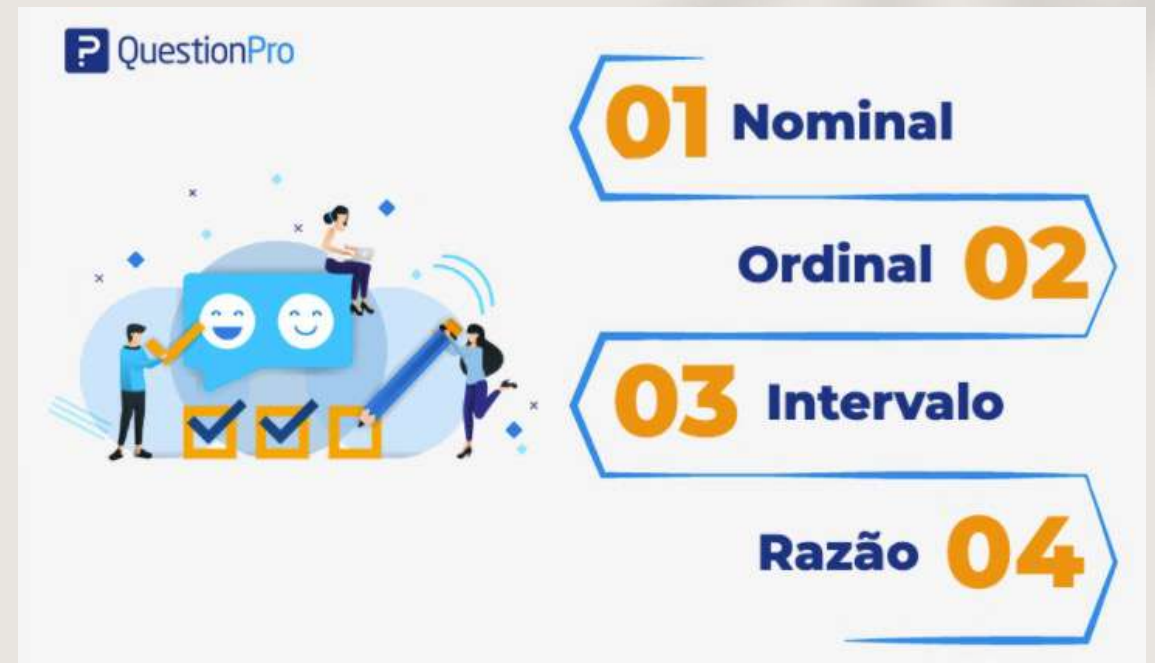 QuestionPro
01 Nominal
Ordinal 02
03 Intervalo
Razão 04